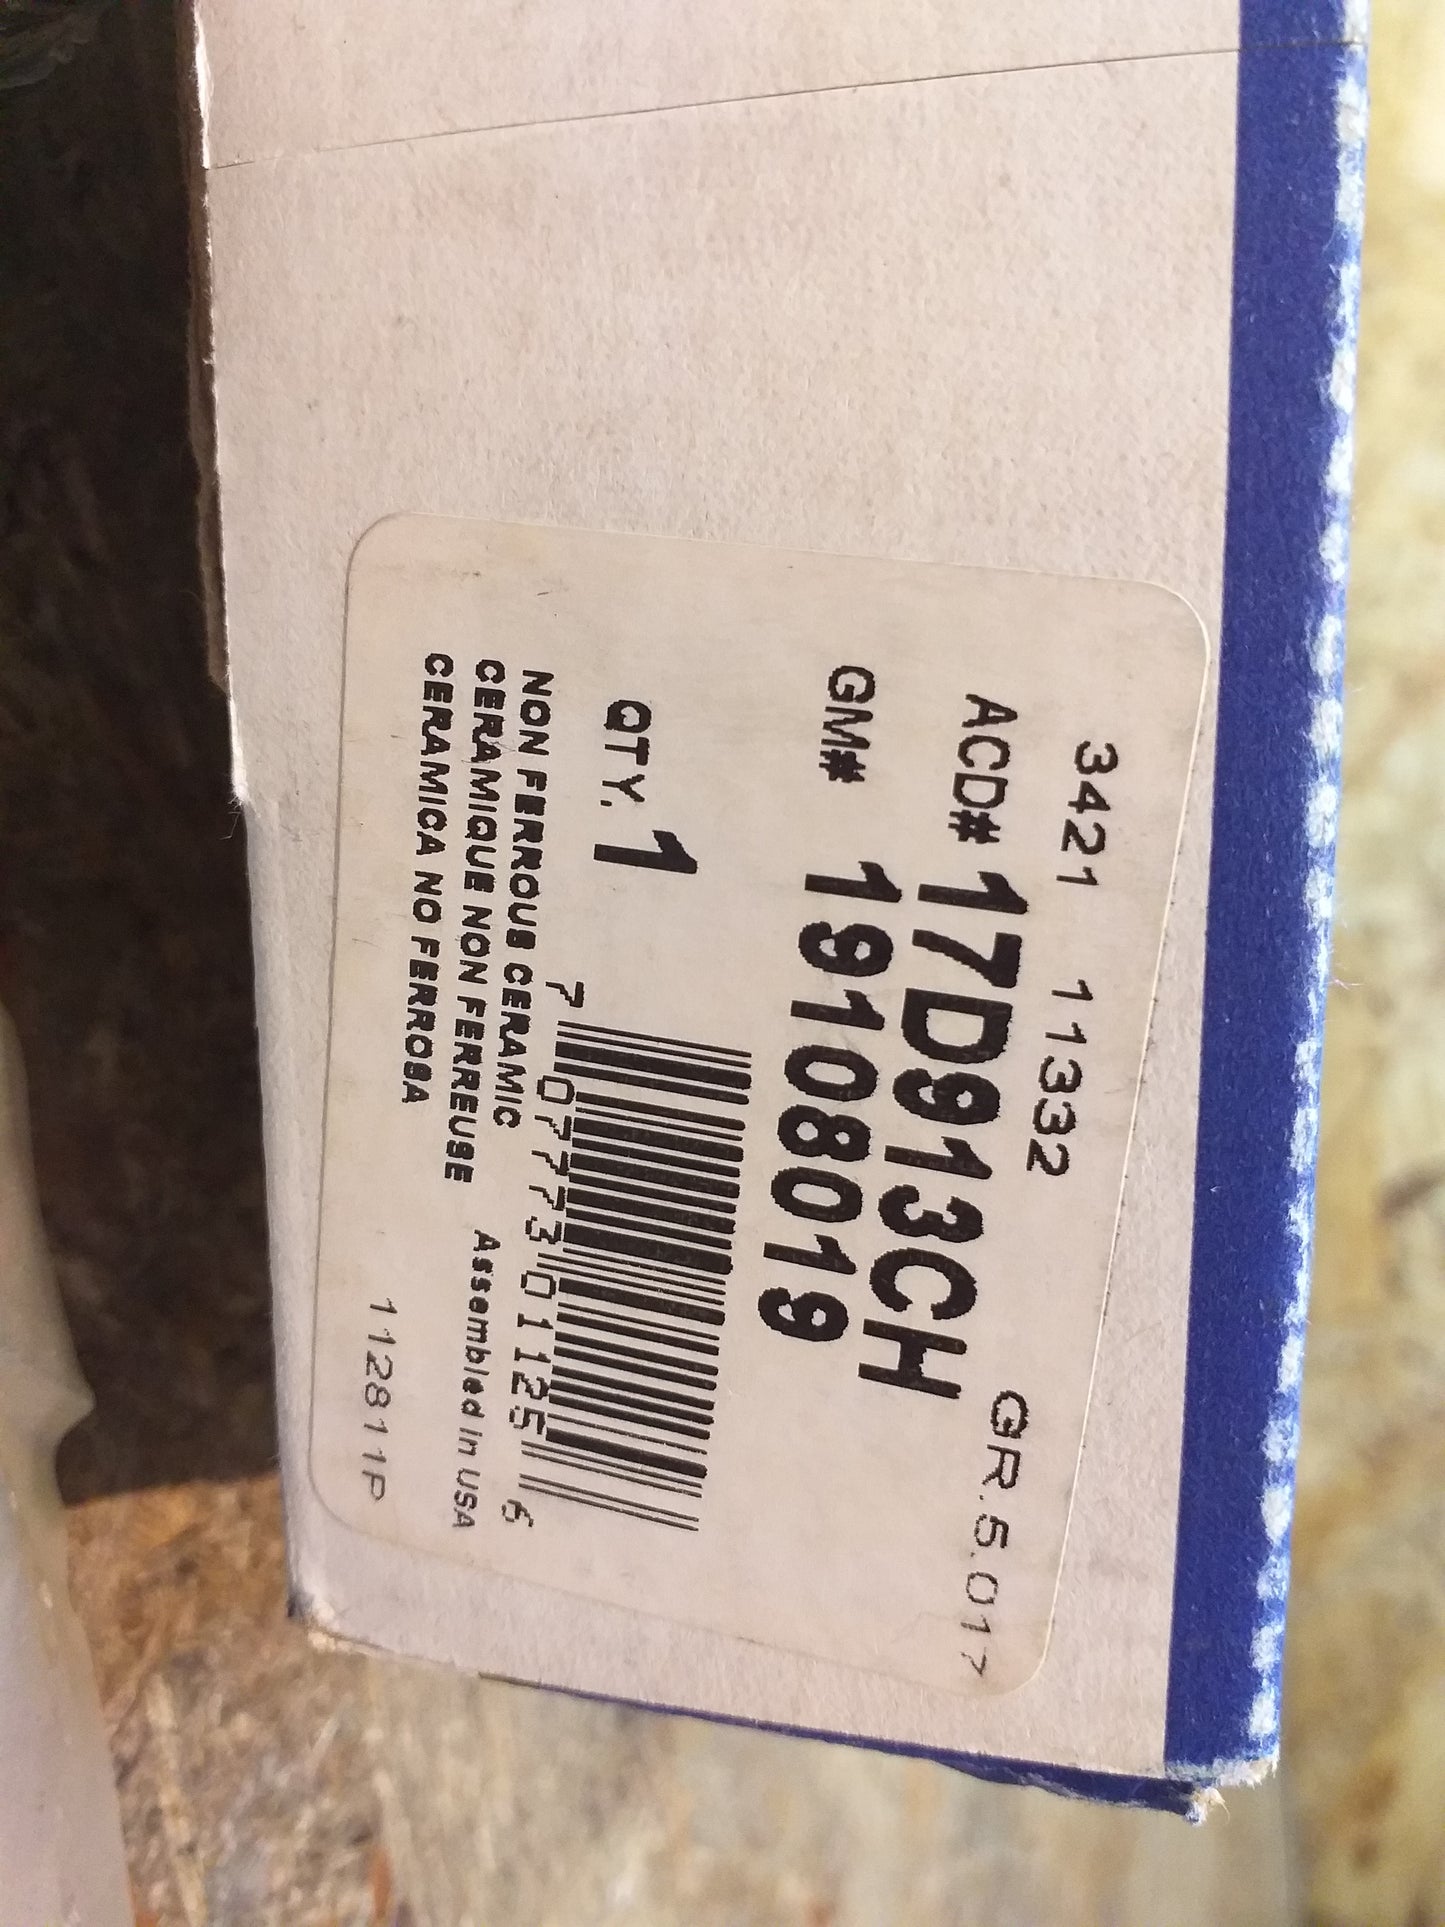 3421 11332 GR.5.017
ACD# 17D913CH
GM# 19108019
QTY. 1
7 07773 01125 6
NON FERROUS CERAMIC
CERAMIQUE NON FERREUSE
CERAMICA NO FERROSA
Assembled in USA
112811P